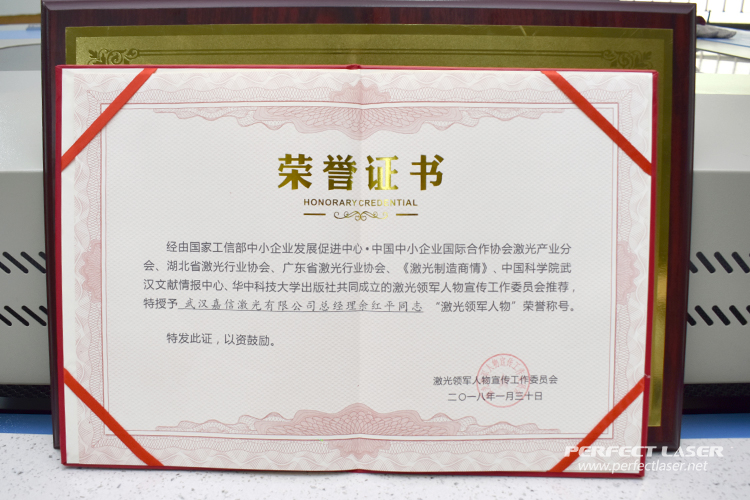 荣誉证书
HONORARY CREDENTIAL
经由国家工信部中小企业发展促进中心•中国中小企业国际合作协会激光产业分
会、湖北省激光行业协会、广东省激光行业协会、《激光制造商情》、中国科学院武
汉文献情报中心、华中科技大学出版社共同成立的激光领军人物宣传工作委员会推荐，
特授予 武汉嘉信激光有限公司总经理余红平同志 “激光领军人物”荣誉称号。
特发此证，以资鼓励。
激光领军人物宣传工作委员会
二〇一八年一月三十日
PERFECT LASER
www.perfectlaser.net